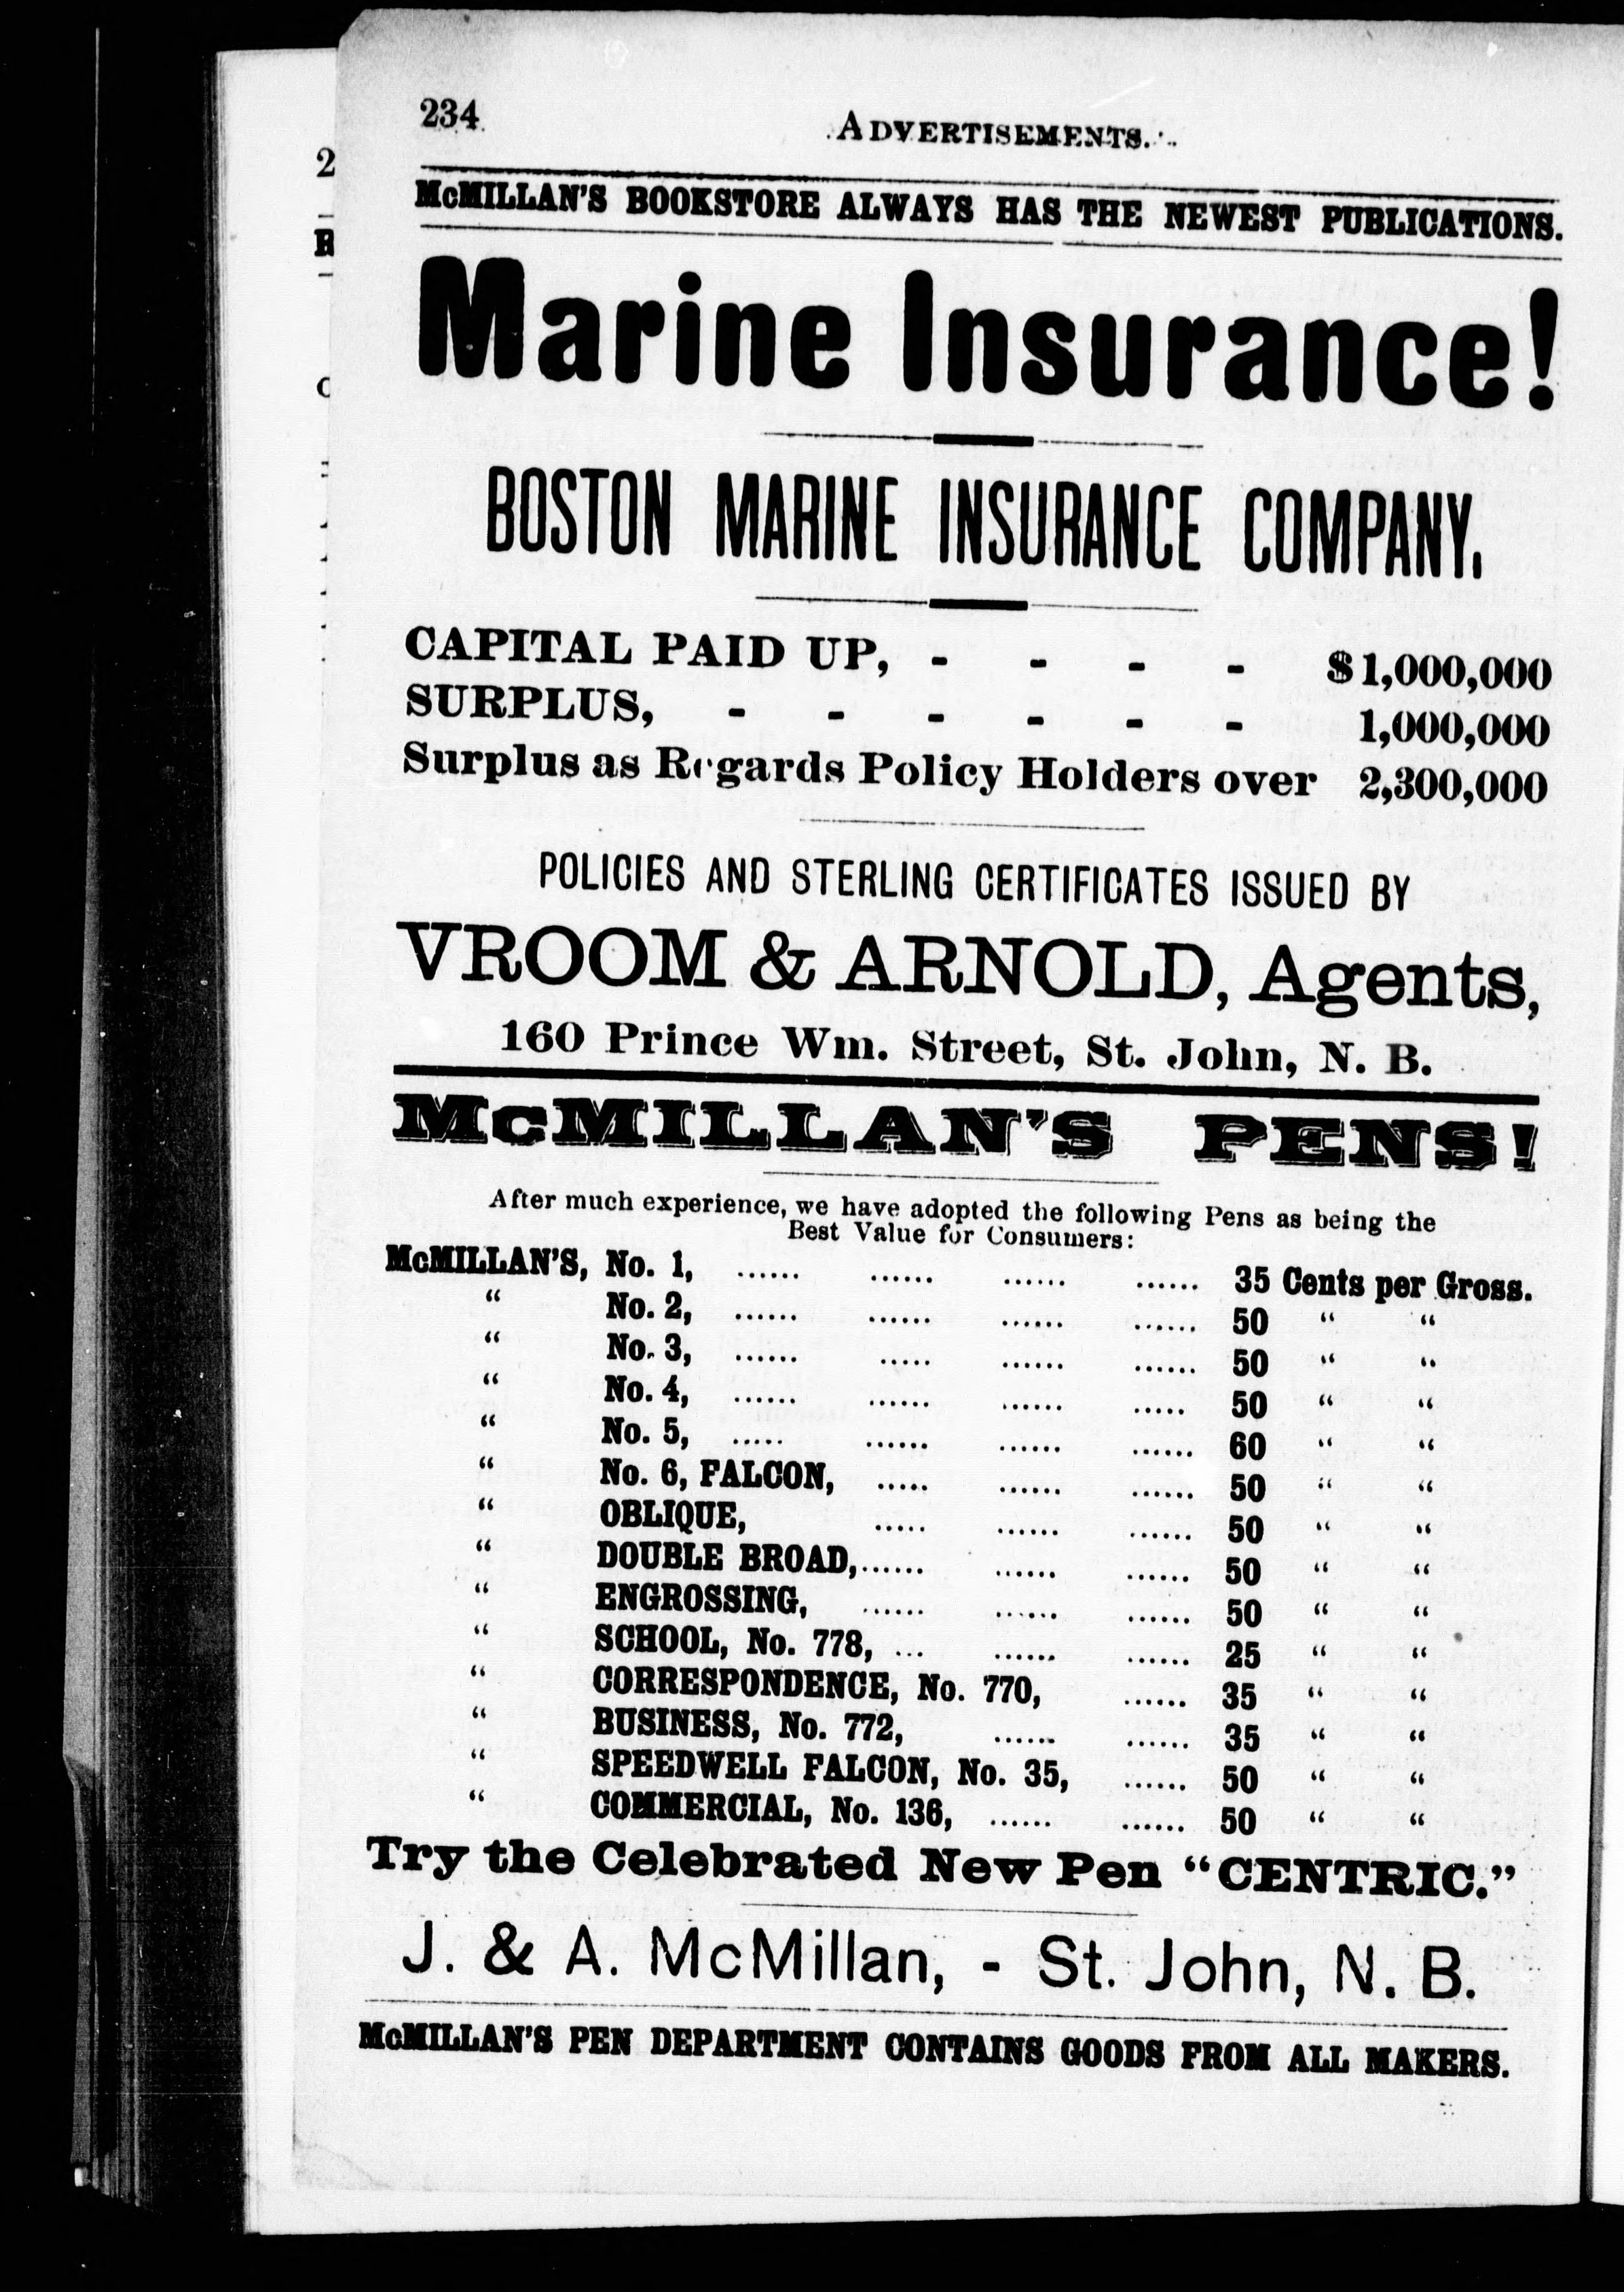 234
ADVERTISEMENTS.
McMILLAN'S BOOKSTORE ALWAYS HAS THE NEWEST PUBLICATIONS.
Marine Insurance!
BOSTON MARINE INSURANCE COMPANY,
CAPITAL PAID UP, - - - - $1,000,000
SURPLUS, - - - - - - 1,000,000
Surplus as Regards Policy Holders over 2,300,000
POLICIES AND STERLING CERTIFICATES ISSUED BY
VROOM & ARNOLD, Agents,
160 Prince Wm. Street, St. John, N. B.
McMILLAN'S PENS!
After much experience, we have adopted the following Pens as being the
Best Value for Consumers:
McMILLAN'S, No. 1, ...... ...... ...... ...... 35 Cents per Gross.
“ No. 2, ...... ...... ...... ...... 50 “ “
“ No. 3, ...... ..... ...... ...... 50 “ “
“ No. 4, ...... ...... ...... ..... 50 “ “
“ No. 5, ..... ...... ...... ...... 60 “ “
“ No. 6, FALCON, ..... ...... ...... 50 “ “
“ OBLIQUE, ..... ...... ...... 50 “ “
“ DOUBLE BROAD,...... ...... ...... 50 “ “
“ ENGROSSING, ...... ...... ...... 50 “ “
“ SCHOOL, No. 778, ... ...... ...... 25 “ “
“ CORRESPONDENCE, No. 770, ...... 35 “ “
“ BUSINESS, No. 772, ...... ...... 35 “ “
“ SPEEDWELL FALCON, No. 35, ...... 50 “ “
“ COMMERCIAL, No. 136, ...... ...... 50 “ “
Try the Celebrated New Pen “CENTRIC.”
J. & A. McMillan, - St. John, N. B.
McMILLAN'S PEN DEPARTMENT CONTAINS GOODS FROM ALL MAKERS.